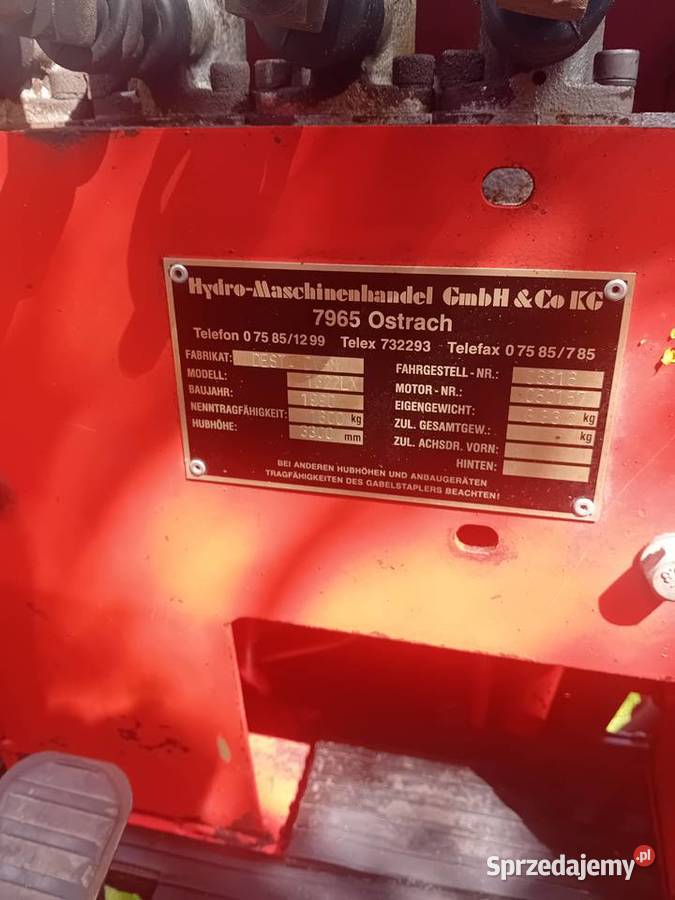 Hydro-Maschinenhandel GmbH & Co KG
7965 Ostrach
Telefon 0 75 85/12 99 Telex 732293 Telefax 0 75 85/7 85
FABRIKAT:
MODELL:
BAUJAHR:
NENNTRAGFÄHIGKEIT: kg
HUBHÖHE: 3300 mm
FAHRGESTELL - NR.:
MOTOR - NR.:
EIGENGEWICHT: kg
ZUL. GESAMTGEW.: kg
ZUL. ACHSDR. VORN:
HINTEN:
BEI ANDEREN HUBHÖHEN UND ANBAUGERÄTEN
TRAGFÄHIGKEITEN DES GABELSTAPLERS BEACHTEN!
Sprzedajemy.pl